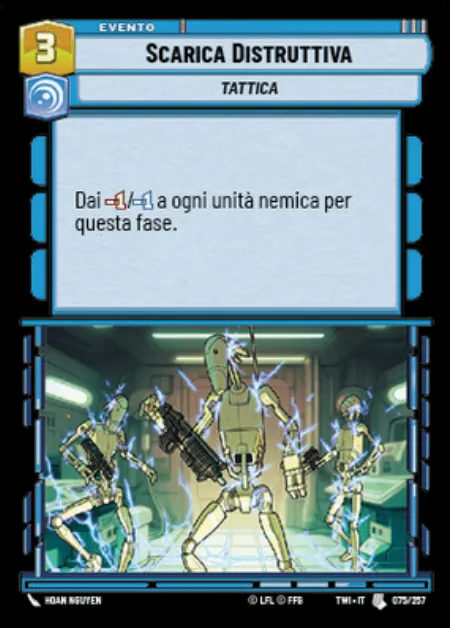 EVENTO
3
SCARICA DISTRUTTIVA
TATTICA
Dai -1/-1 a ogni unità nemica per
questa fase.
HOAN NGUYEN
© LFL © FFG
TWI • IT
075/257